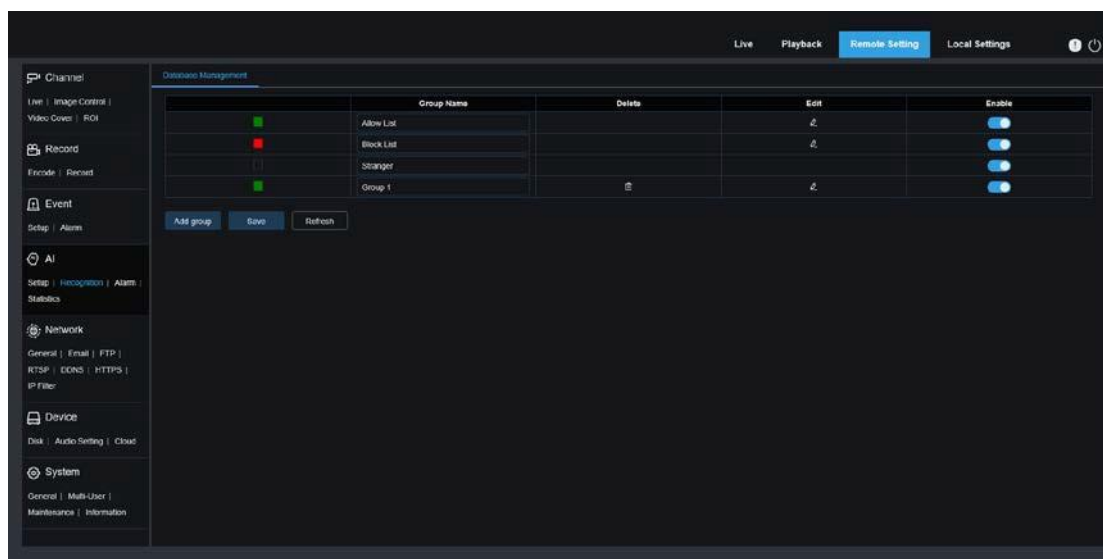 Live Playback Remote Setting Local Settings
Channel
Live | Image Control |
Video Cover | ROI
Record
Encode | Record
Event
Setup | Alarm
AI
Setup | Recognition | Alarm |
Statistics
Network
General | Email | FTP |
RTSP | DDNS | HTTPS |
IP Filter
Device
Disk | Audio Setting | Cloud
System
General | Multi-User |
Maintenance | Information
Database Management
Group Name Delete Edit Enable
Allow List
Block List
Stranger
Group 1
Add group Save Refresh